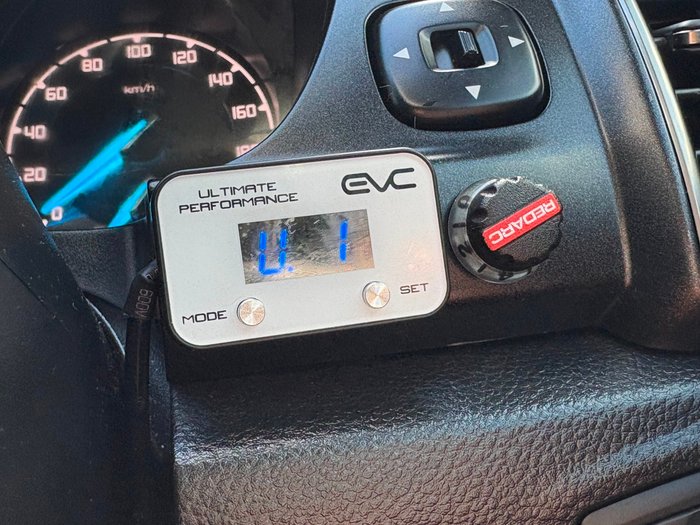 100
80
120
60
km/h
140
40
160
20
0
ULTIMATE
PERFORMANCE
EVC
U. 1
MODE
SET
REDARC